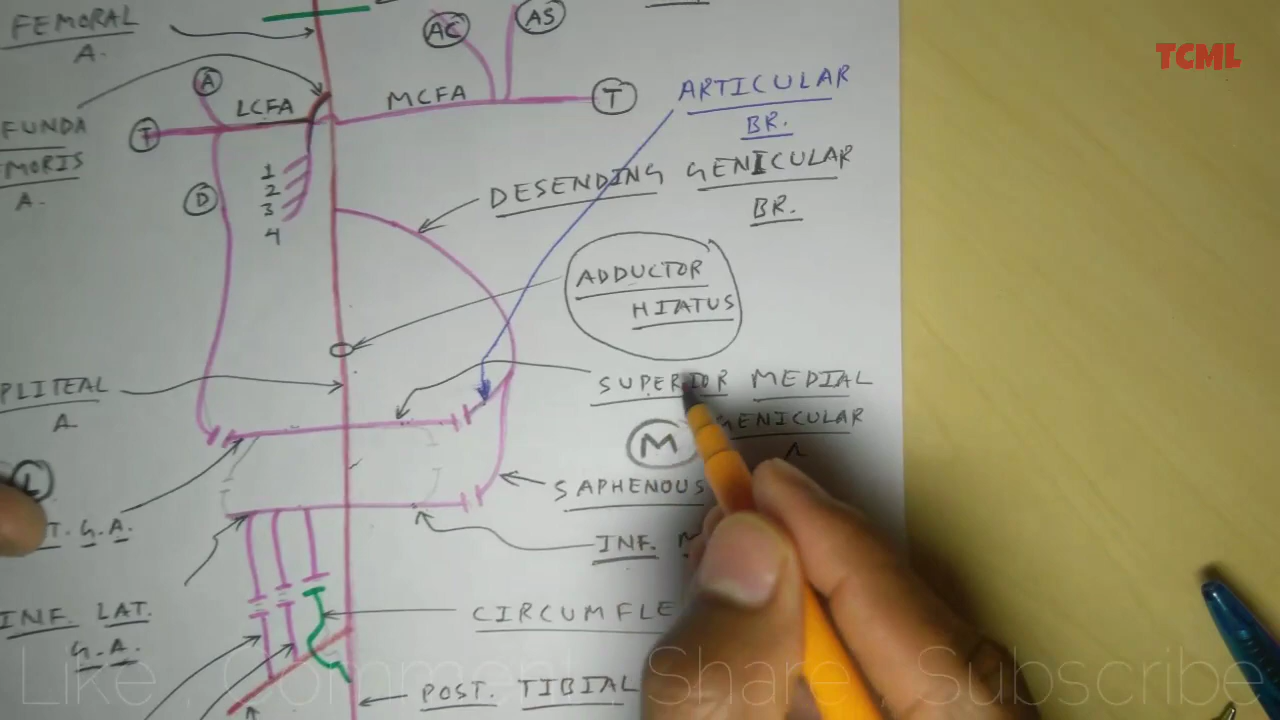 TCML
FEMORAL
A.
AC
AS
A
LCFA
MCFA
T
T
ARTICULAR
BR.
FUNDA
MORIS
A.
1
2
3
4
D
DESENDING GENICULAR
BR.
ADDUCTOR
HIATUS
PLITEAL
A
SUPERIOR MEDIAL
GENICULAR
A
M
L
T.G.A.
SAPHENOUS
INF. M
INF. LAT.
G.A.
CIRCUMFLE
POST. TIBIAL
Like, Comment, Share, Subscribe